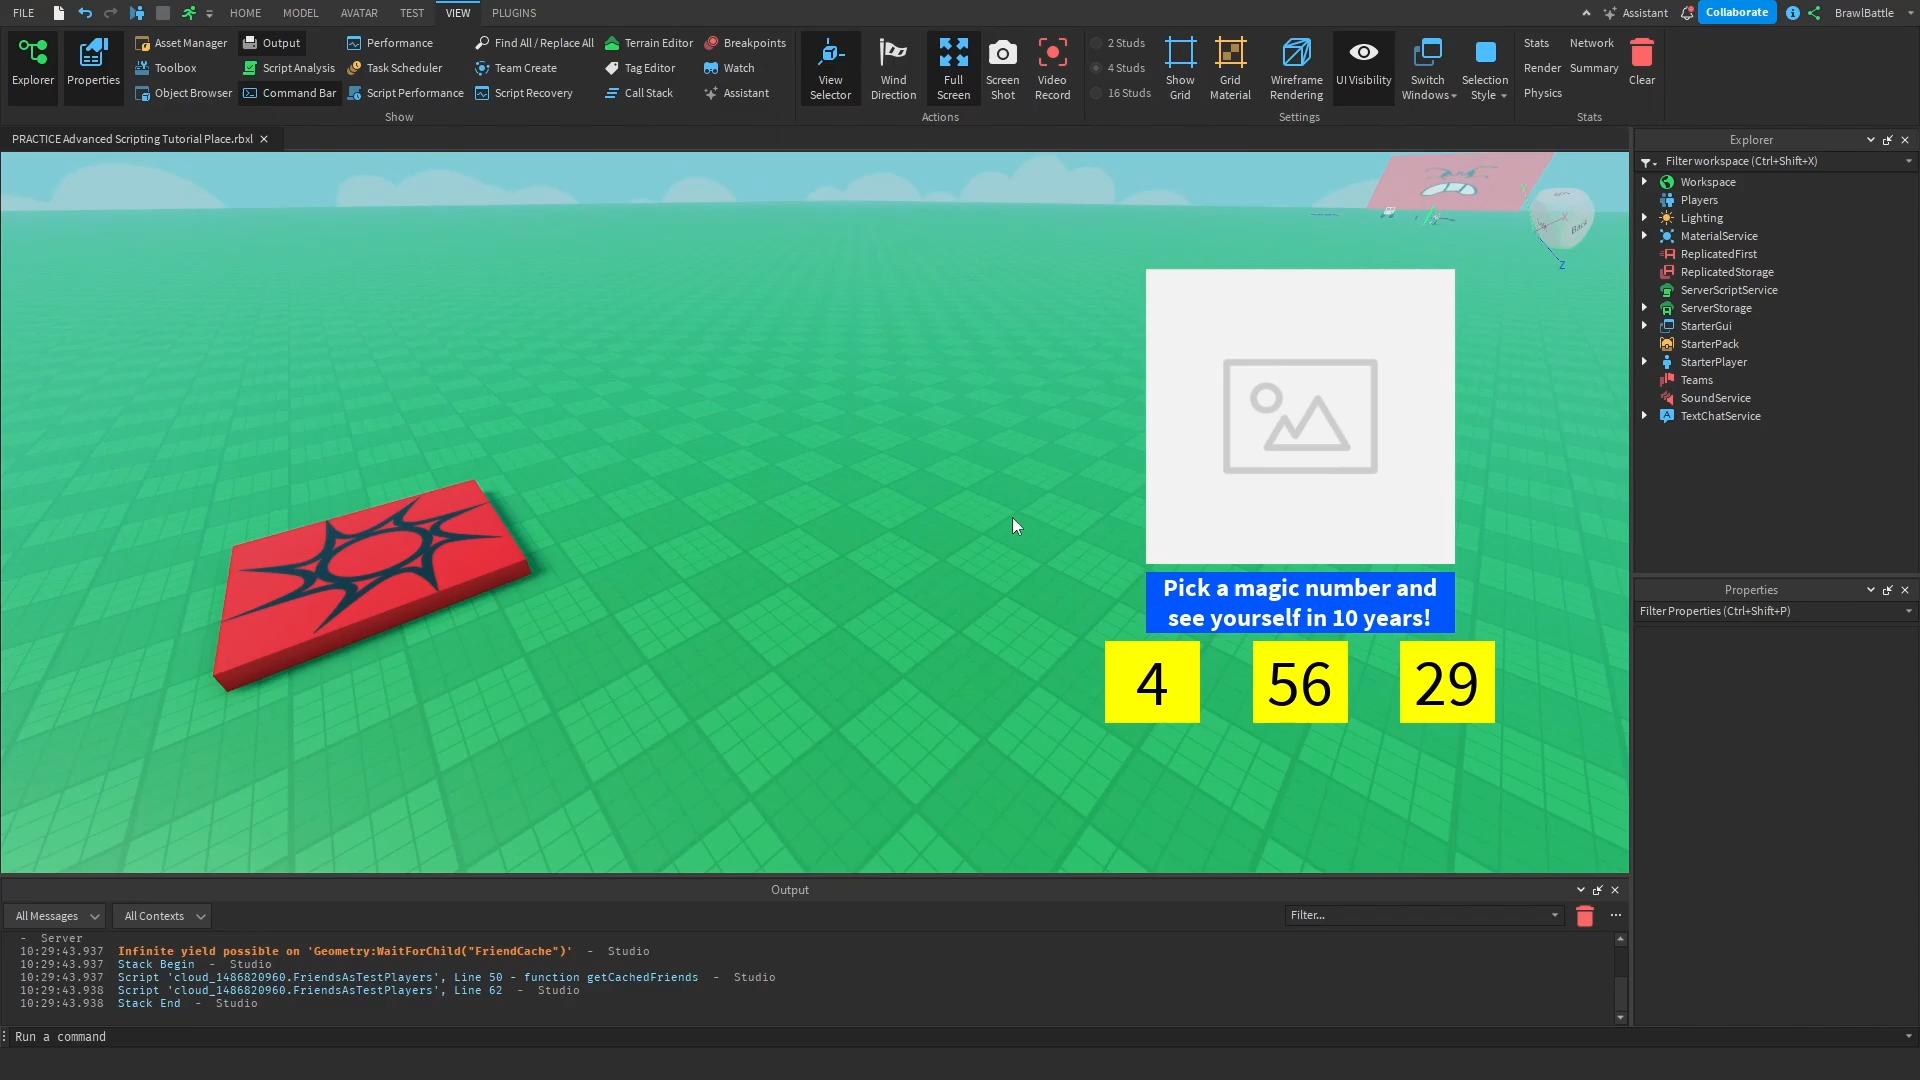 FILE
HOME
MODEL
AVATAR
TEST
VIEW
PLUGINS
Assistant
Collaborate
BrawlBattle
Explorer
Properties
Asset Manager
Toolbox
Object Browser
Output
Script Analysis
Command Bar
Performance
Task Scheduler
Script Performance
Find All / Replace All
Team Create
Script Recovery
Terrain Editor
Tag Editor
Call Stack
Breakpoints
Watch
Assistant
Show
View
Selector
Wind
Direction
Full
Screen
Screen
Shot
Video
Record
Actions
2 Studs
4 Studs
16 Studs
Show
Grid
Grid
Material
Wireframe
Rendering
UI Visibility
Switch
Windows
Selection
Style
Settings
Stats
Network
Render
Summary
Physics
Clear
Stats
PRACTICE Advanced Scripting Tutorial Place.rbxl
Back
X
Z
Pick a magic number and
see yourself in 10 years!
4
56
29
Explorer
Filter workspace (Ctrl+Shift+X)
Workspace
Players
Lighting
MaterialService
ReplicatedFirst
ReplicatedStorage
ServerScriptService
ServerStorage
StarterGui
StarterPack
StarterPlayer
Teams
SoundService
TextChatService
Properties
Filter Properties (Ctrl+Shift+P)
Output
All Messages
All Contexts
Filter...
- Server
10:29:43.937 Infinite yield possible on 'Geometry:WaitForChild("FriendCache")' - Studio
10:29:43.937 Stack Begin - Studio
10:29:43.937 Script 'cloud_1486820960.FriendsAsTestPlayers', Line 50 - function getCachedFriends - Studio
10:29:43.938 Script 'cloud_1486820960.FriendsAsTestPlayers', Line 62 - Studio
10:29:43.938 Stack End - Studio
Run a command